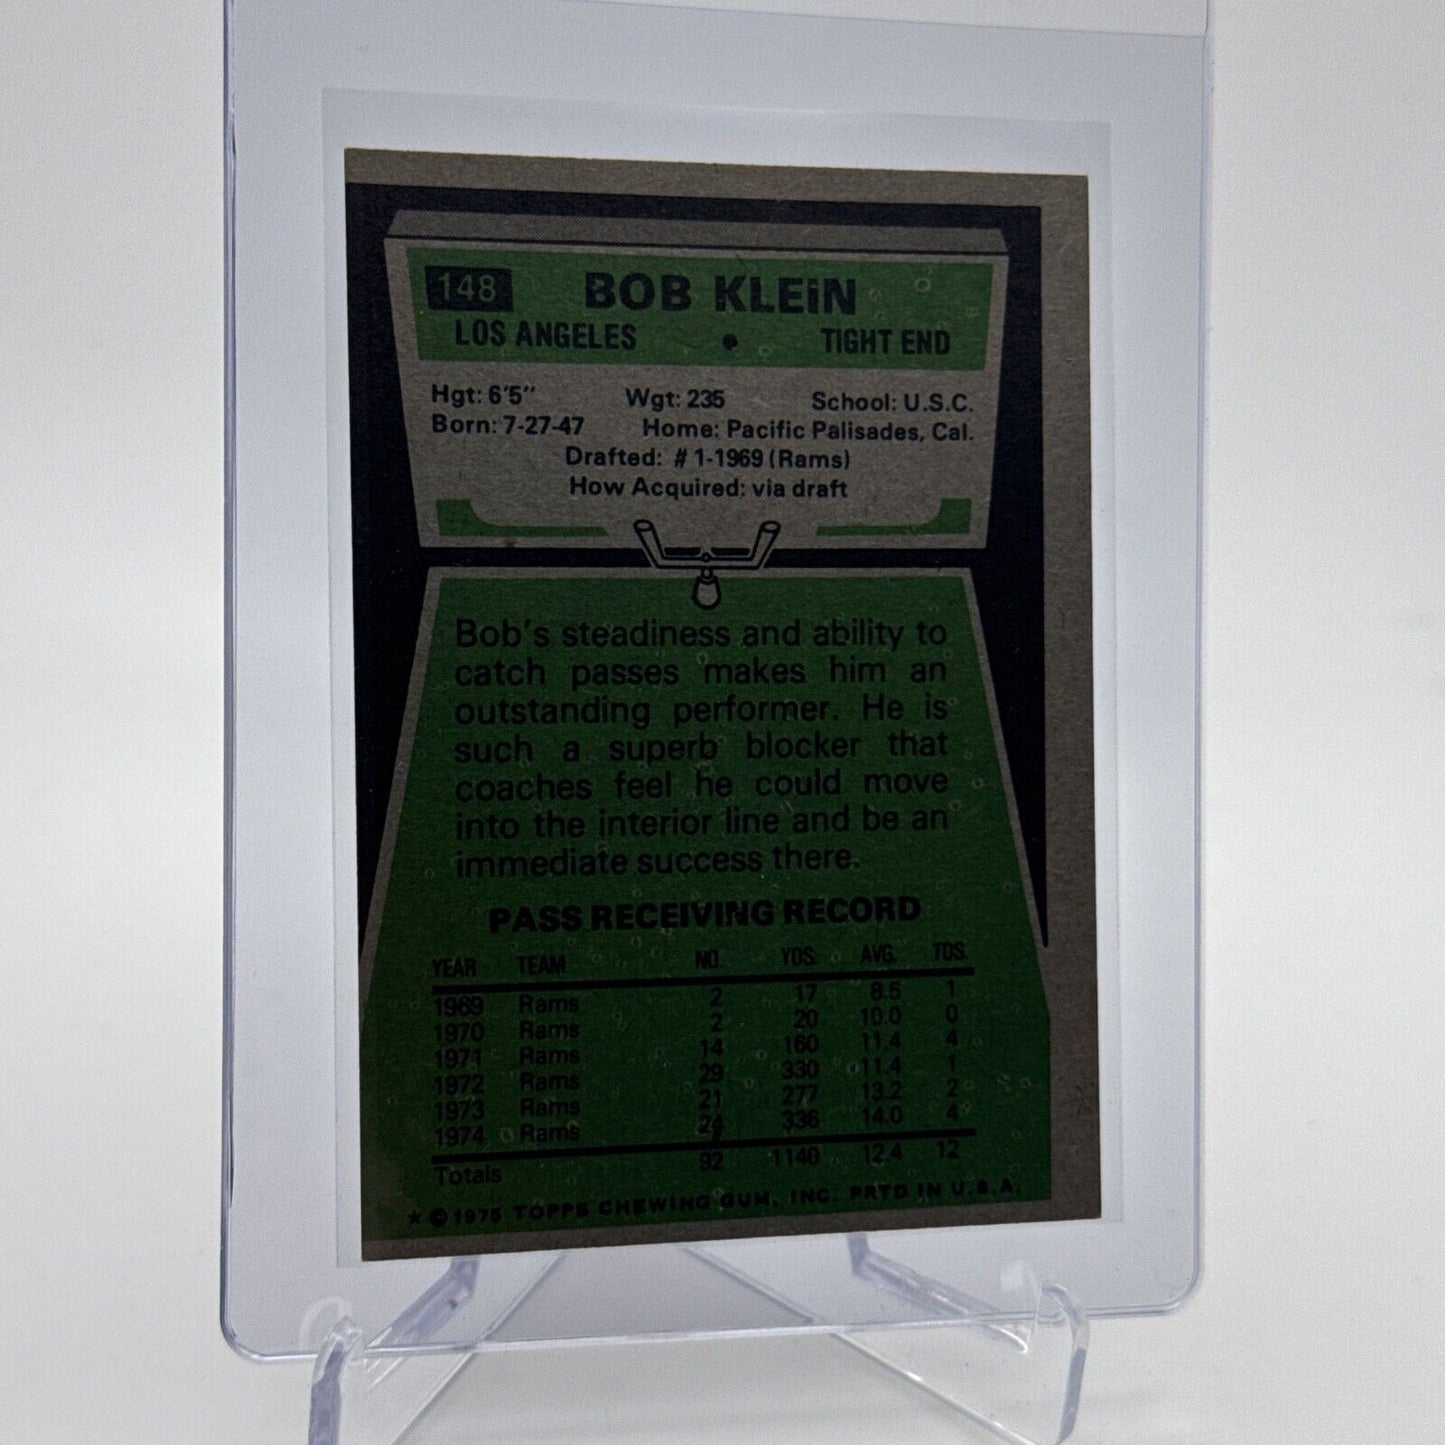 148 BOB KLEiN
LOS ANGELES • TIGHT END
Hgt: 6'5" Wgt: 235 School: U.S.C.
Born: 7-27-47 Home: Pacific Palisades, Cal.
Drafted: #1-1969 (Rams)
How Acquired: via draft
Bob's steadiness and ability to
catch passes makes him an
outstanding performer. He is
such a superb blocker that
coaches feel he could move
into the interior line and be an
immediate success there.
PASS RECEIVING RECORD
YEAR TEAM NO. YDS. AVG. TDS.
1969 Rams 2 17 8.5 1
1970 Rams 2 20 10.0 0
1971 Rams 14 160 11.4 4
1972 Rams 29 330 11.4 1
1973 Rams 21 277 13.2 2
1974 Rams 24 336 14.0 4
Totals 92 1140 12.4 12
★ © 1975 TOPPS CHEWING GUM, INC. PRTD IN U.S.A.